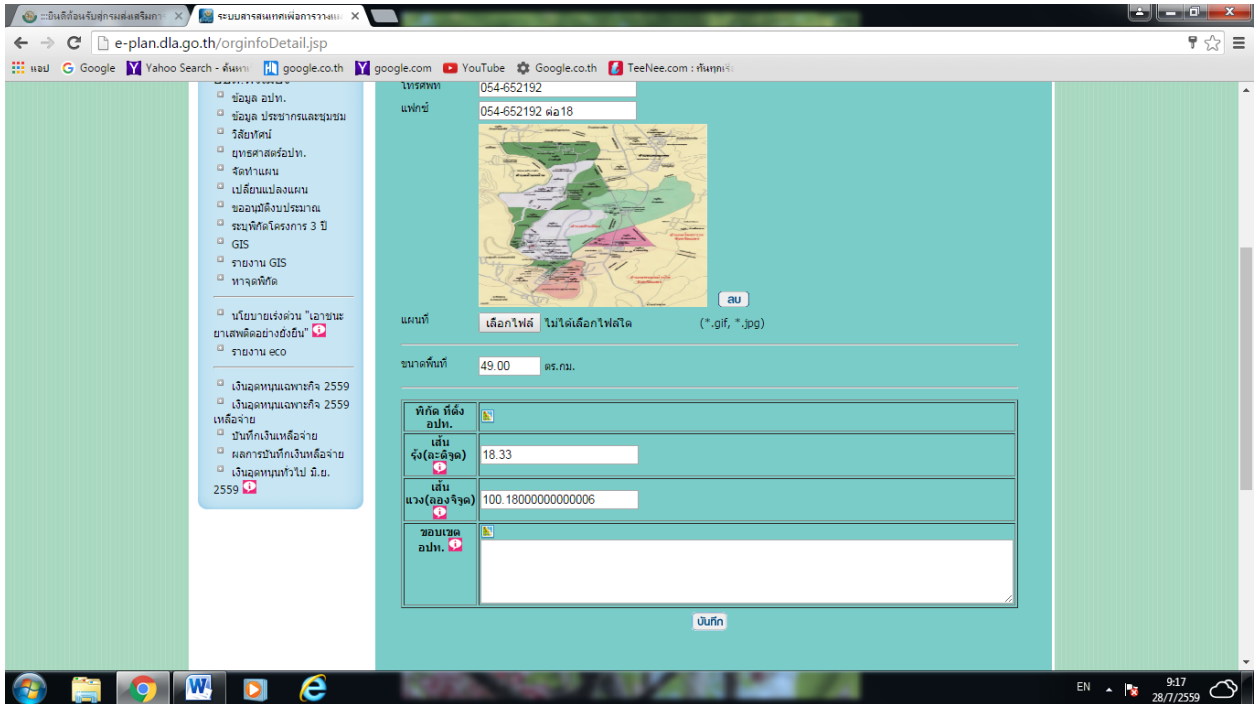 :::ยินดีต้อนรับสู่กรมส่งเสริมกา
ระบบสารสนเทศเพื่อการวางแผ
e-plan.dla.go.th/orginfoDetail.jsp
แอป
Google
Yahoo Search - ค้นหา
google.co.th
google.com
YouTube
Google.co.th
TeeNee.com : ทันทุก
ข้อมูล อปท.
ข้อมูล ประชากรและชุมชน
วิสัยทัศน์
ยุทธศาสตร์อปท.
จัดทำแผน
เปลี่ยนแปลงแผน
ขออนุมัติงบประมาณ
ระบุพิกัดโครงการ 3 ปี
GIS
รายงาน GIS
หาจุดพิกัด
นโยบายเร่งด่วน "เอาชนะ
ยาเสพติดอย่างยั่งยืน"
รายงาน eco
เงินอุดหนุนเฉพาะกิจ 2559
เงินอุดหนุนเฉพาะกิจ 2559
เหลือจ่าย
บันทึกเงินเหลือจ่าย
ผลการบันทึกเงินเหลือจ่าย
เงินอุดหนุนทั่วไป มิ.ย.
2559
โทรศัพท์
054-652192
แฟกซ์
054-652192 ต่อ18
ลบ
แผนที่
เลือกไฟล์ ไม่ได้เลือกไฟล์ใด
(*.gif, *.jpg)
ขนาดพื้นที่
49.00
ตร.กม.
พิกัด ที่ตั้ง
อปท.
เส้น
รุ้ง(ละติจูด)
18.33
เส้น
แวง(ลองจิจูด)
100.18000000000006
ขอบเขต
อปท.
บันทึก
EN
9:17
28/7/2559